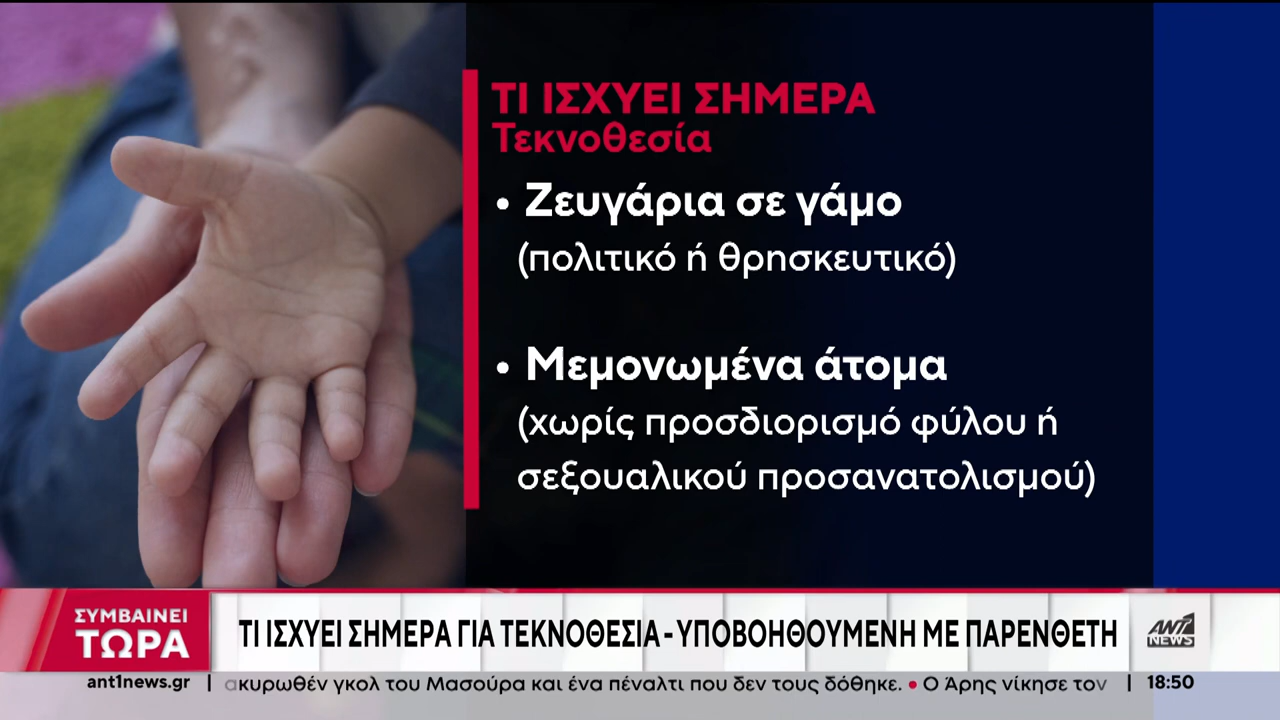 ΤΙ ΙΣΧΥΕΙ ΣΗΜΕΡΑ
Τεκνοθεσία
• Ζευγάρια σε γάμο
(πολιτικό ή θρησκευτικό)
• Μεμονωμένα άτομα
(χωρίς προσδιορισμό φύλου ή
σεξουαλικού προσανατολισμού)
ΣΥΜΒΑΙΝΕΙ
ΤΩΡΑ
ΤΙ ΙΣΧΥΕΙ ΣΗΜΕΡΑ ΓΙΑ ΤΕΚΝΟΘΕΣΙΑ - ΥΠΟΒΟΗΘΟΥΜΕΝΗ ΜΕ ΠΑΡΕΝΘΕΤΗ
ΑΝΤ1
NEWS
ant1news.gr | ακυρωθέν γκολ του Μασούρα και ένα πέναλτι που δεν τους δόθηκε. • Ο Άρης νίκησε τον | 18:50